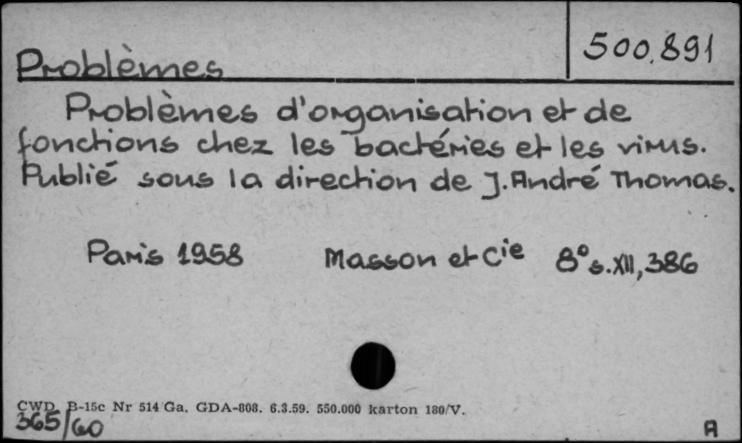 500.891
Problèmes
Problèmes d'organisation et de
fonctions chez les bactéries et les virus.
Publié sous la direction de J. André Thomas.
Paris 1958 Masson et Cie 8° s. XII, 386
CWD B-15c Nr 514 Ga. GDA-808. 6.3.59. 550.000 karton 180/V.
365/60
A